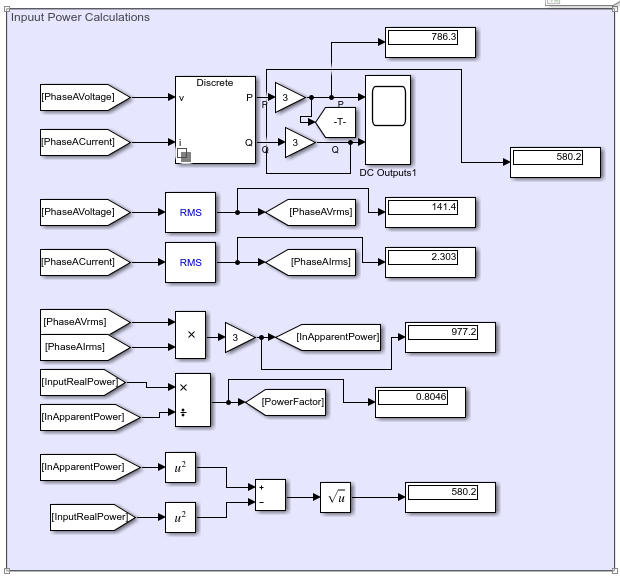 Inpuut Power Calculations
786.3
Discrete
[PhaseAVoltage]
v
P
P
3
P
-T-
[PhaseACurrent]
i
Q
Q
3
Q
580.2
DC Outputs1
[PhaseAVoltage]
RMS
[PhaseAVrms]
141.4
[PhaseACurrent]
RMS
[PhaseAIrms]
2.303
[PhaseAVrms]
×
3
[InApparentPower]
977.2
[PhaseAIrms]
[InputRealPower]
×
÷
[PowerFactor]
0.8046
[InApparentPower]
[InApparentPower]
u²
+
−
√u
580.2
[InputRealPower]
u²